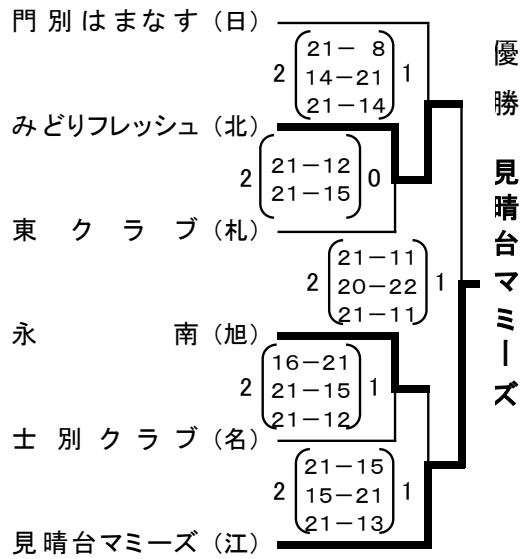 門別はまなす（日）
2 21－ 8 1
14－21
21－14
みどりフレッシュ（北）
2 21－12 0
21－15
東クラブ（札）
2 21－11 1
20－22
21－11
永南（旭）
2 16－21 1
21－15
21－12
士別クラブ（名）
2 21－15 1
15－21
21－13
見晴台マミーズ（江）
優勝 見晴台マミーズ